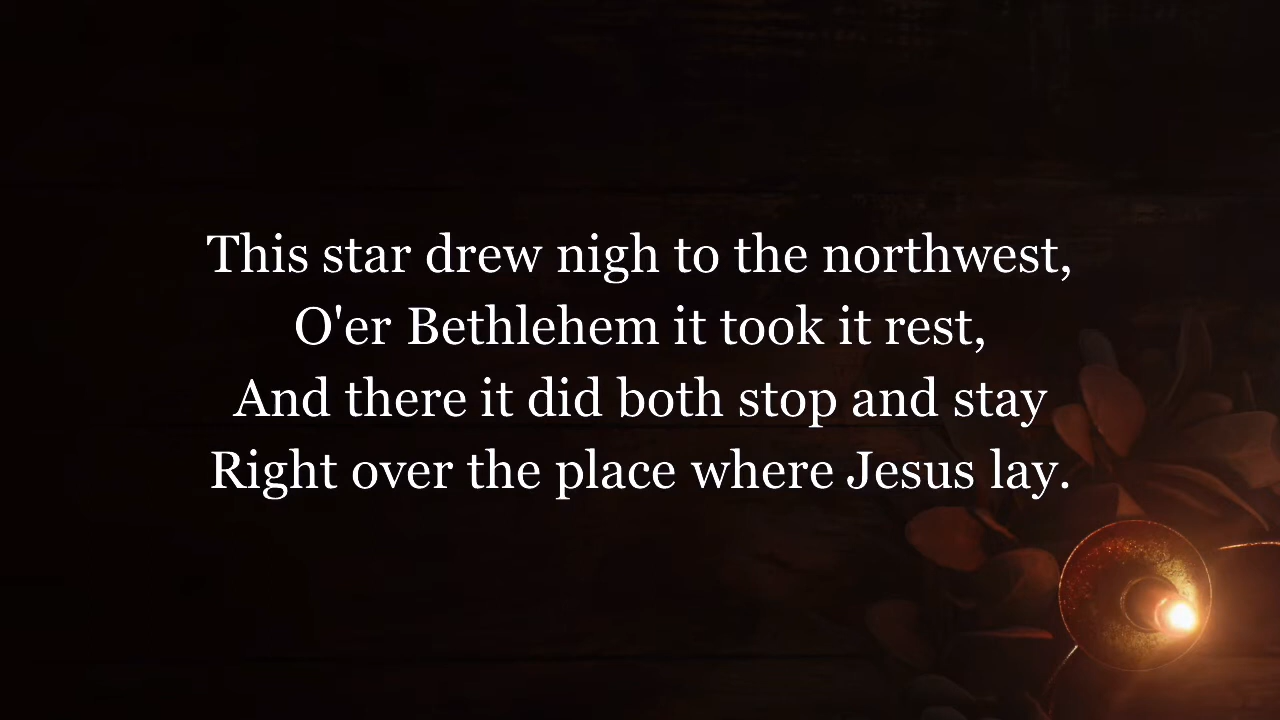 This star drew nigh to the northwest,
O'er Bethlehem it took it rest,
And there it did both stop and stay
Right over the place where Jesus lay.